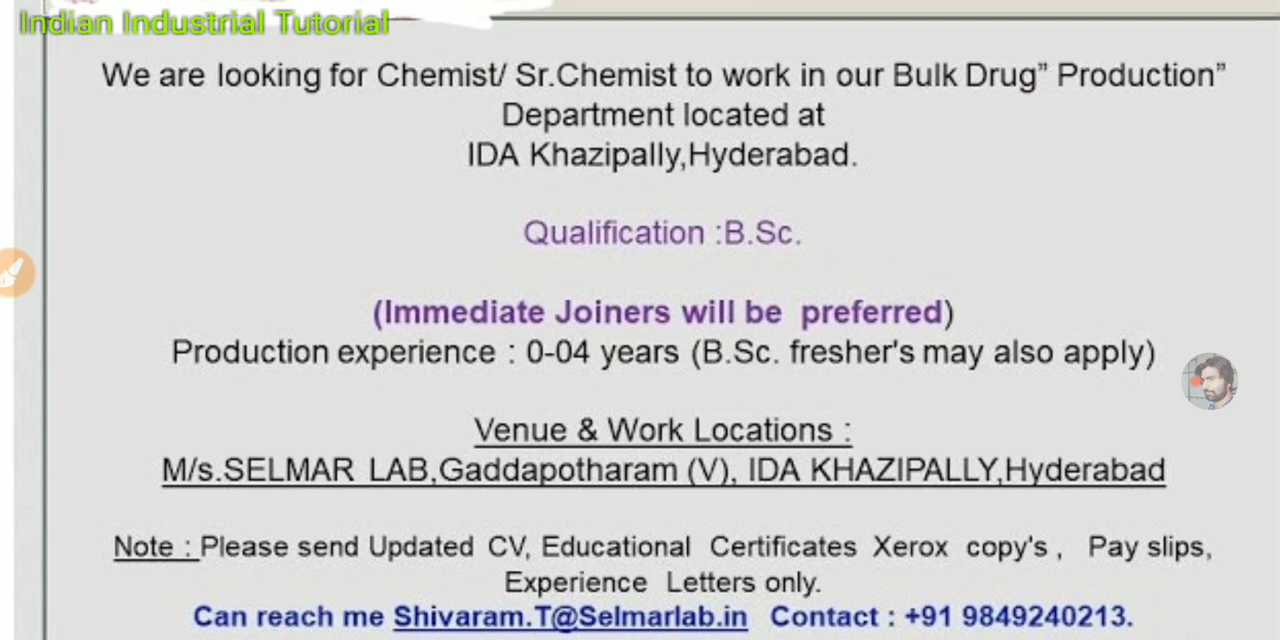 Indian Industrial Tutorial
We are looking for Chemist/ Sr.Chemist to work in our Bulk Drug” Production”
Department located at
IDA Khazipally,Hyderabad.
Qualification :B.Sc.
(Immediate Joiners will be preferred)
Production experience : 0-04 years (B.Sc. fresher's may also apply)
Venue & Work Locations :
M/s.SELMAR LAB,Gaddapotharam (V), IDA KHAZIPALLY,Hyderabad
Note : Please send Updated CV, Educational Certificates Xerox copy's , Pay slips,
Experience Letters only.
Can reach me Shivaram.T@Selmarlab.in Contact : +91 9849240213.